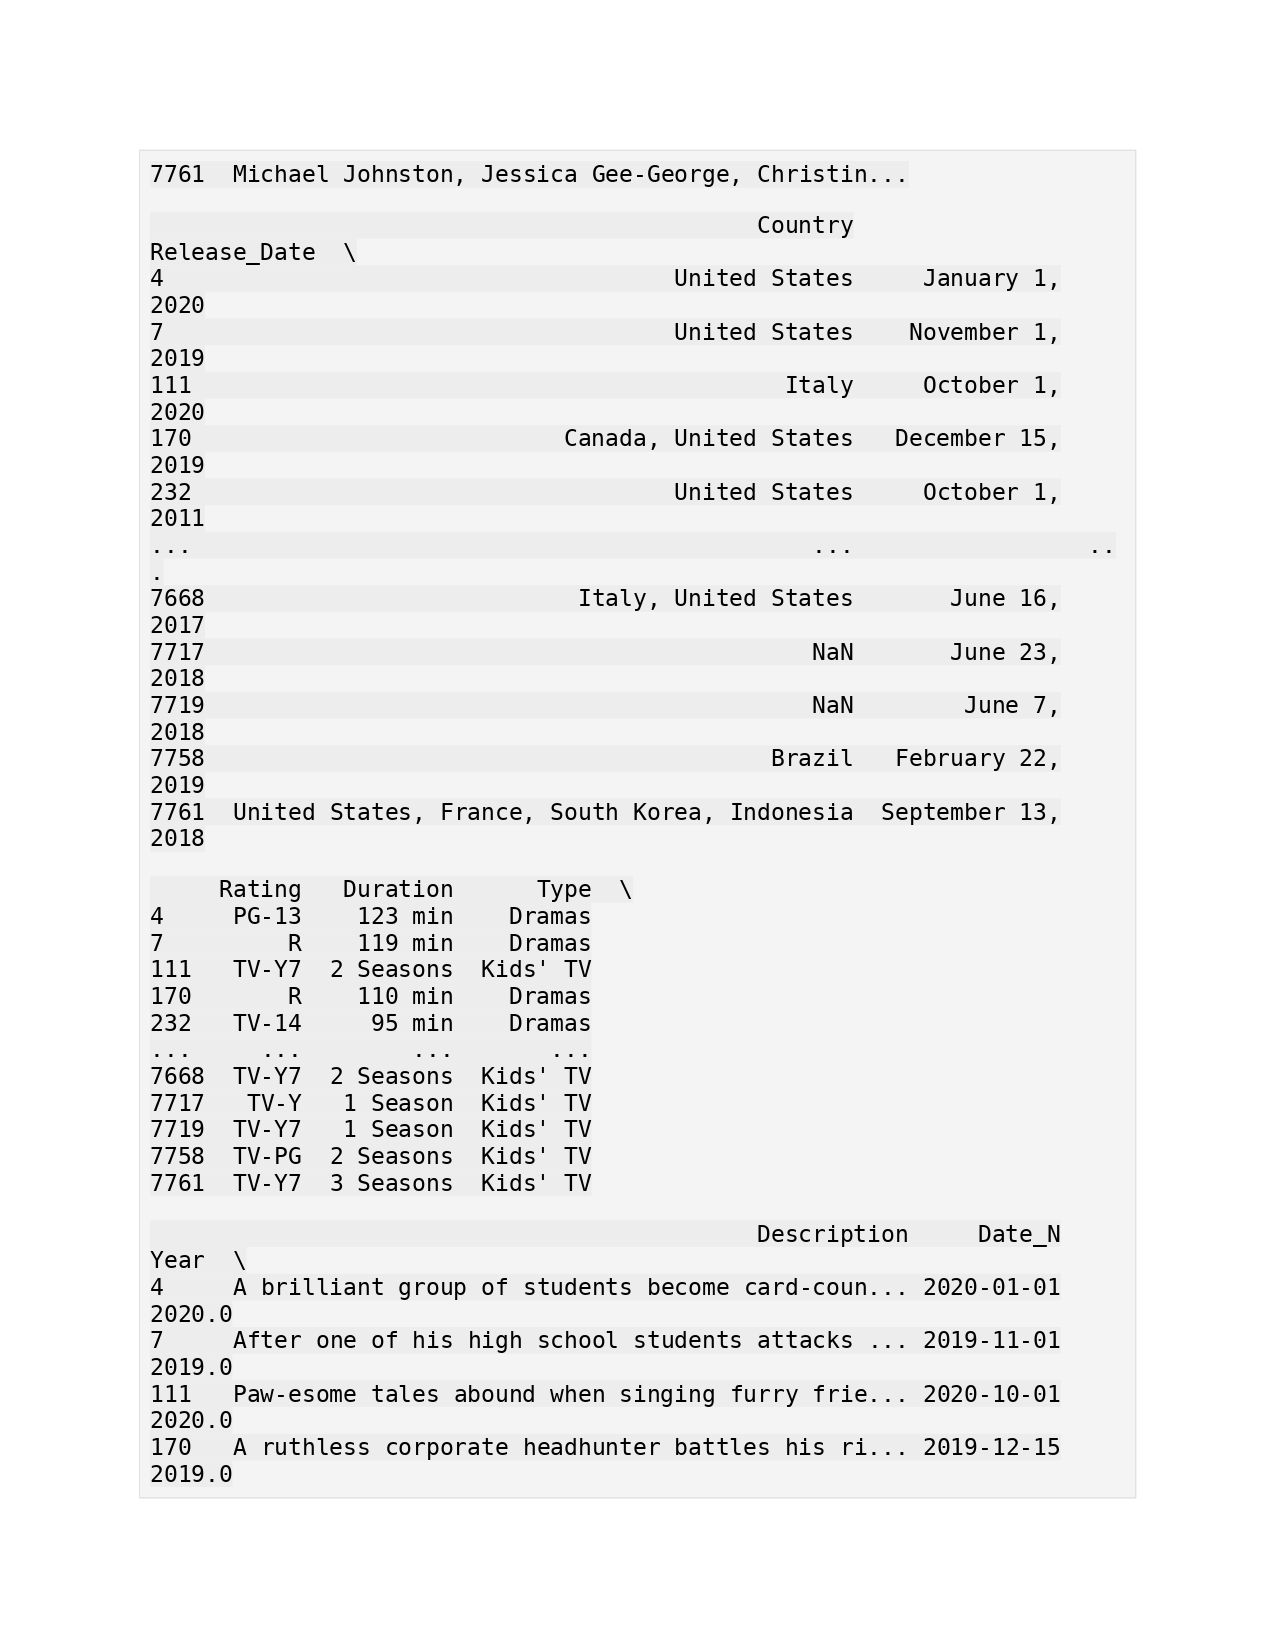 7761  Michael Johnston, Jessica Gee-George, Christin...
                                            Country
Release_Date  \
4                                     United States     January 1,
2020
7                                     United States    November 1,
2019
111                                           Italy     October 1,
2020
170                           Canada, United States   December 15,
2019
232                                   United States     October 1,
2011
...                                             ...                 ..
.
7668                           Italy, United States       June 16,
2017
7717                                            NaN       June 23,
2018
7719                                            NaN        June 7,
2018
7758                                         Brazil   February 22,
2019
7761  United States, France, South Korea, Indonesia  September 13,
2018
     Rating   Duration      Type  \
4     PG-13    123 min    Dramas
7         R    119 min    Dramas
111   TV-Y7  2 Seasons  Kids' TV
170       R    110 min    Dramas
232   TV-14     95 min    Dramas
...     ...        ...       ...
7668  TV-Y7  2 Seasons  Kids' TV
7717   TV-Y   1 Season  Kids' TV
7719  TV-Y7   1 Season  Kids' TV
7758  TV-PG  2 Seasons  Kids' TV
7761  TV-Y7  3 Seasons  Kids' TV
                                            Description     Date_N
Year  \
4     A brilliant group of students become card-coun... 2020-01-01
2020.0
7     After one of his high school students attacks ... 2019-11-01
2019.0
111   Paw-esome tales abound when singing furry frie... 2020-10-01
2020.0
170   A ruthless corporate headhunter battles his ri... 2019-12-15
2019.0